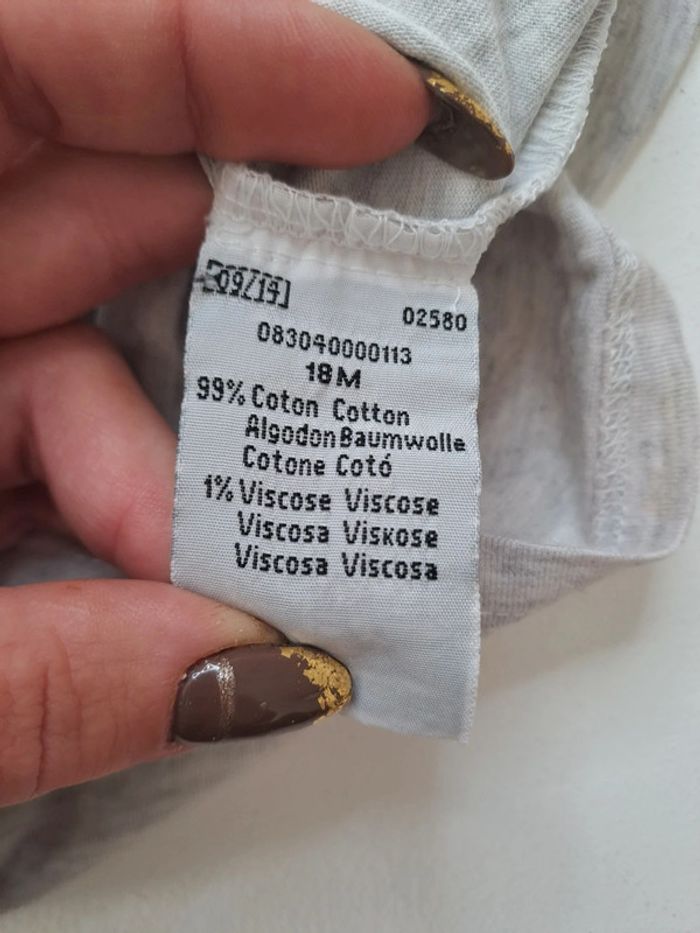 09/14
02580
083040000113
18M
99% Coton Cotton
Algodon Baumwolle
Cotone Cotó
1% Viscose Viscose
Viscosa Viskose
Viscosa Viscosa